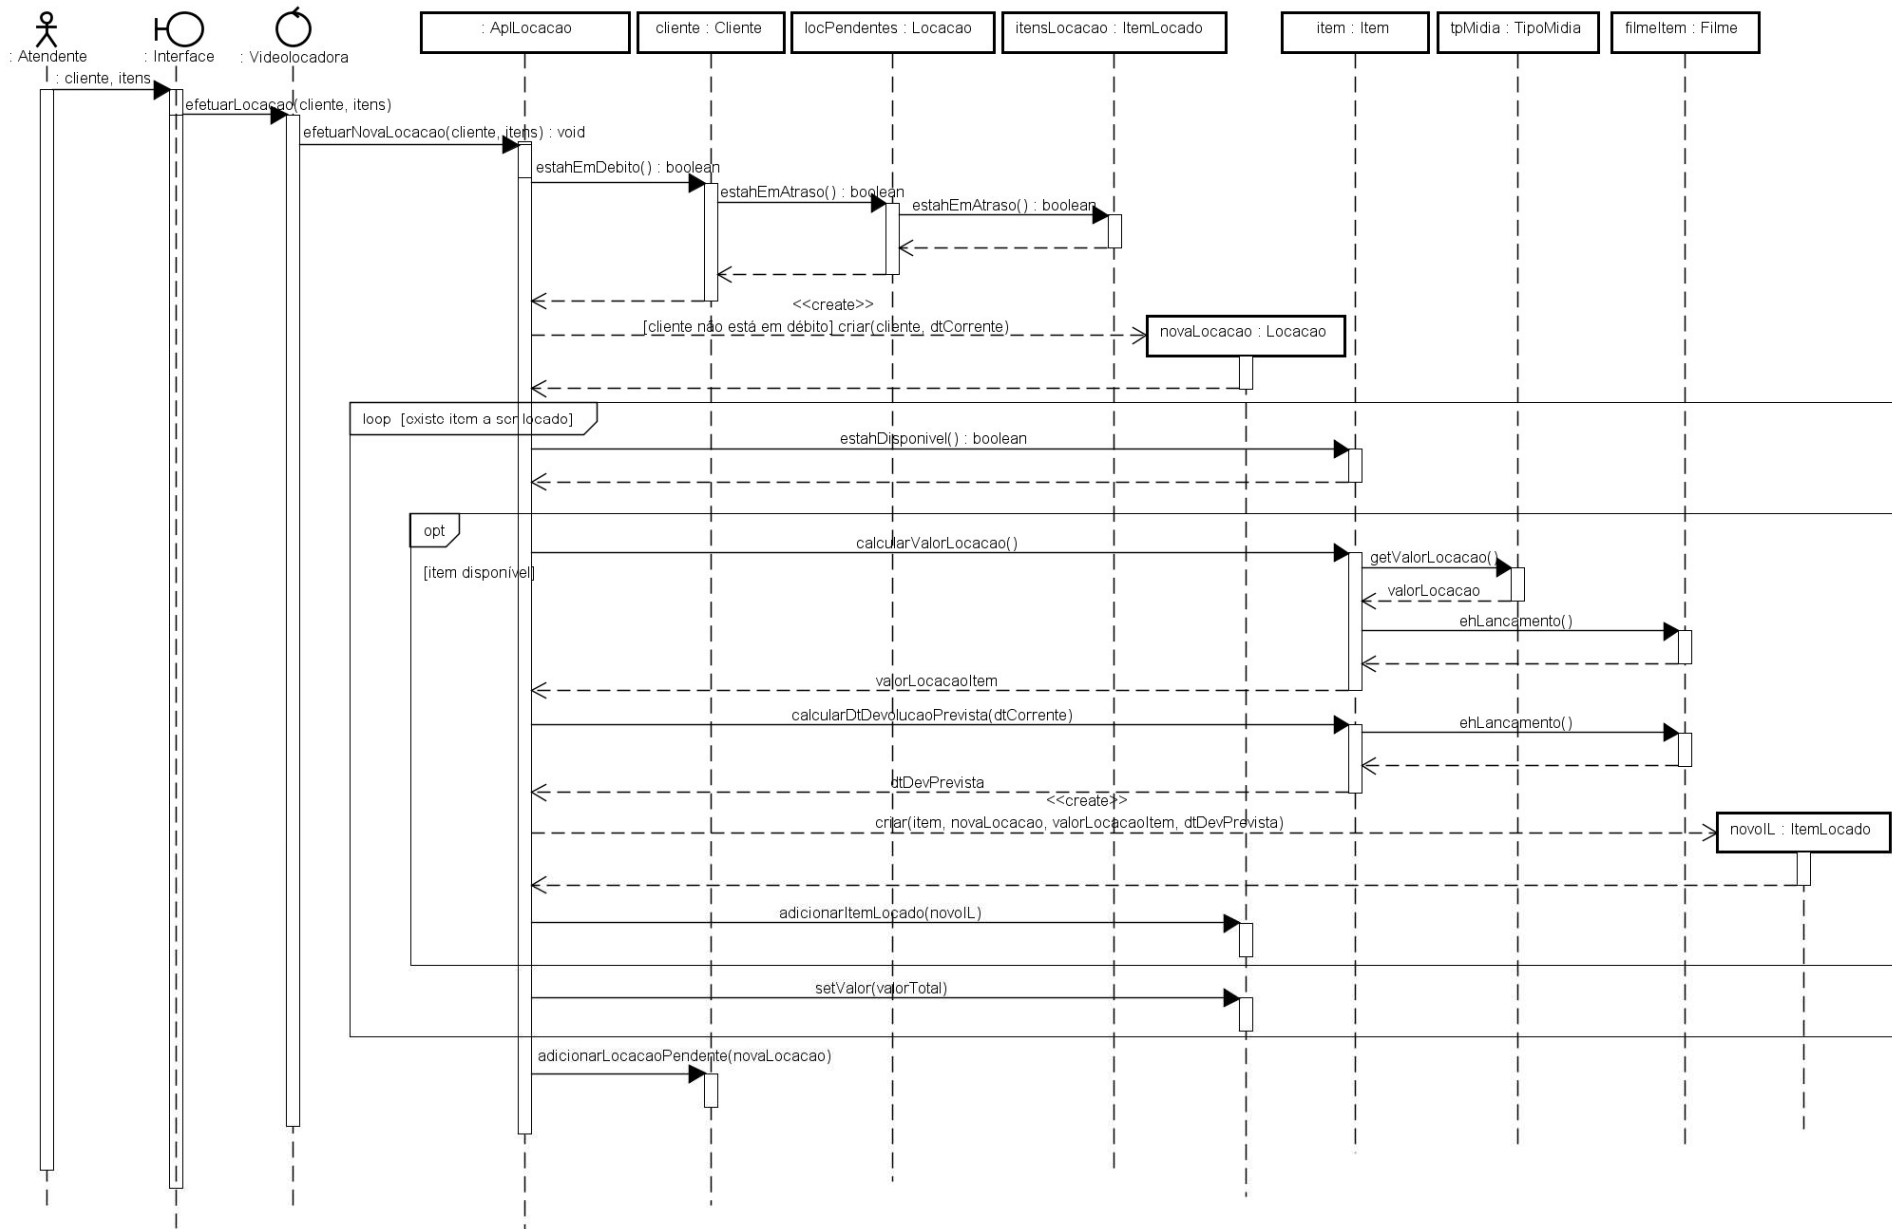 : Atendente
: Interface
: Videolocadora
: AplLocacao
cliente : Cliente
locPendentes : Locacao
itensLocacao : ItemLocado
item : Item
tpMidia : TipoMidia
filmeItem : Filme
: cliente, itens
efetuarLocacao(cliente, itens)
efetuarNovaLocacao(cliente, itens) : void
estahEmDebito() : boolean
estahEmAtraso() : boolean
estahEmAtraso() : boolean
<<create>>
[cliente não está em débito] criar(cliente, dtCorrente)
novaLocacao : Locacao
loop [existe item a ser locado]
estahDisponivel() : boolean
opt
[item disponível]
calcularValorLocacao()
getValorLocacao()
valorLocacao
ehLancamento()
valorLocacaoItem
calcularDtDevolucaoPrevista(dtCorrente)
ehLancamento()
dtDevPrevista
<<create>>
criar(item, novaLocacao, valorLocacaoItem, dtDevPrevista)
novoIL : ItemLocado
adicionarItemLocado(novoIL)
setValor(valorTotal)
adicionarLocacaoPendente(novaLocacao)